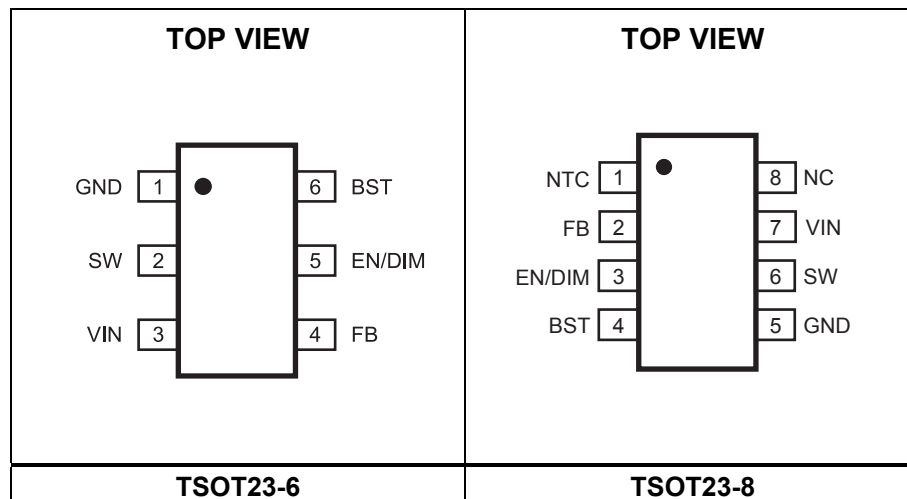 TOP VIEW
GND 1 6 BST
SW 2 5 EN/DIM
VIN 3 4 FB
TSOT23-6
TOP VIEW
NTC 1 8 NC
FB 2 7 VIN
EN/DIM 3 6 SW
BST 4 5 GND
TSOT23-8